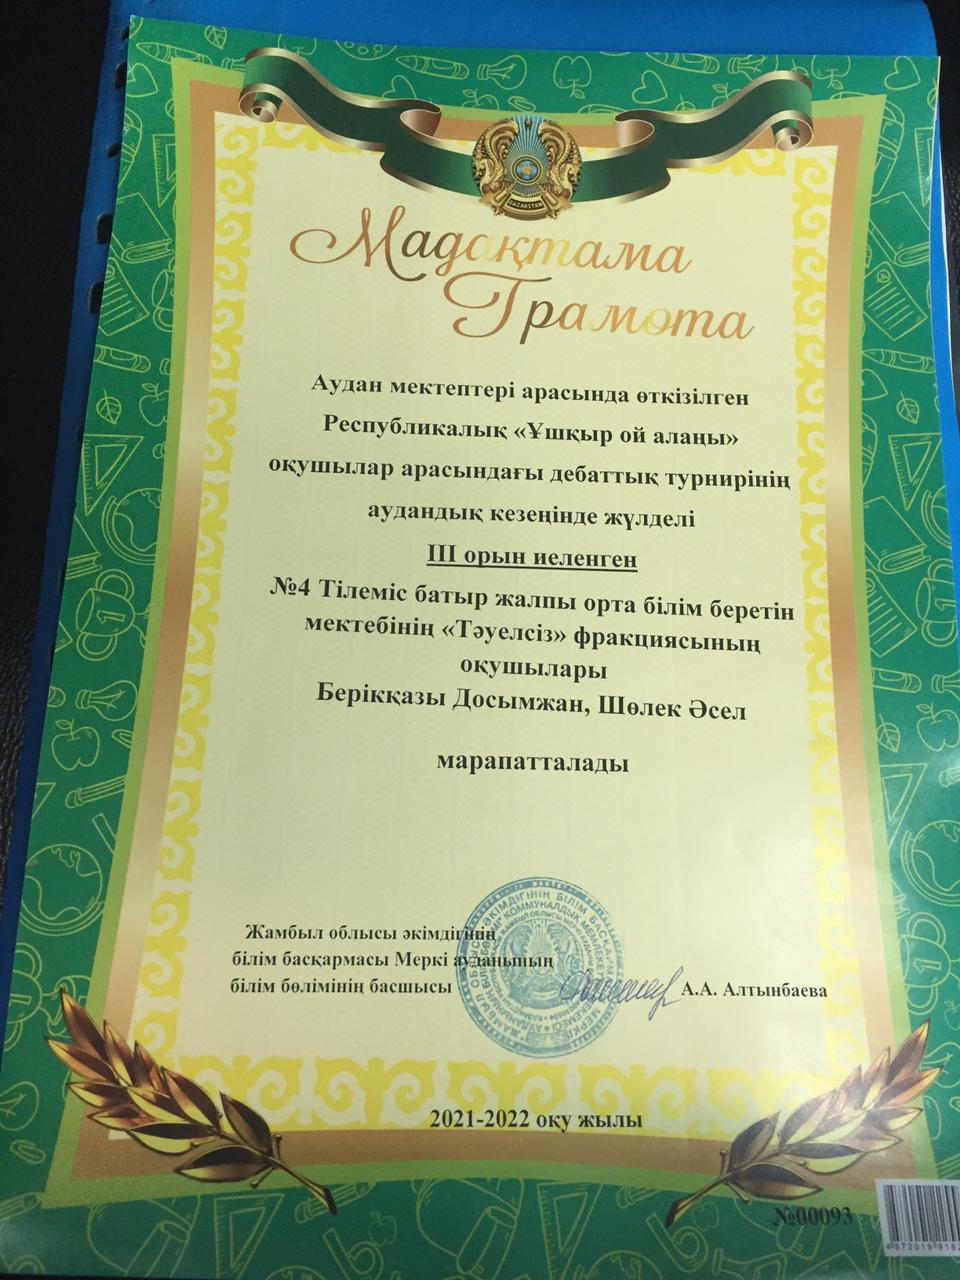 QAZAQSTAN
Мадақтама
Грамота
Аудан мектептері арасында өткізілген
Республикалық «Ұшқыр ой алаңы»
оқушылар арасындағы дебаттық турнирінің
аудандық кезеңінде жүлделі
ІІІ орын иеленген
№4 Тілеміс батыр жалпы орта білім беретін
мектебінің «Тәуелсіз» фракциясының
оқушылары
Берікқазы Досымжан, Шөлек Әсел
марапатталады
Жамбыл облысы әкімдігінің
білім басқармасы Меркі ауданының
білім бөлімінің басшысы
А.А. Алтынбаева
2021-2022 оқу жылы
№00093